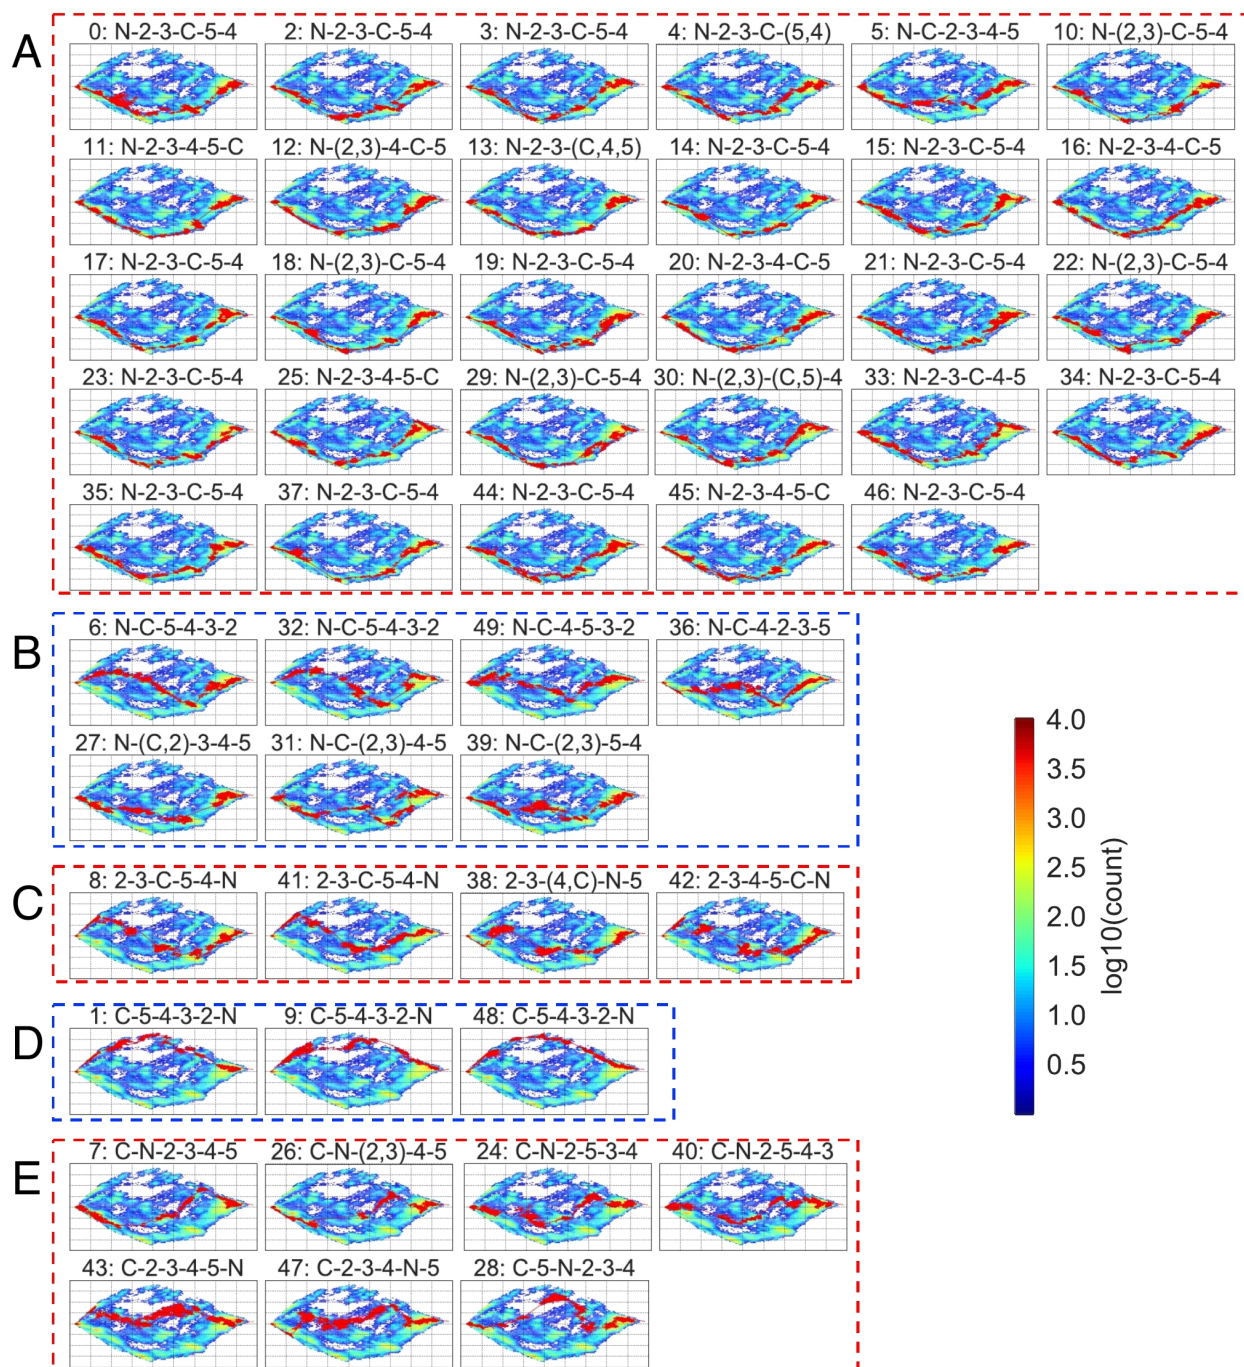 A
0: N-2-3-C-5-4 2: N-2-3-C-5-4 3: N-2-3-C-5-4 4: N-2-3-C-(5,4) 5: N-C-2-3-4-5 10: N-(2,3)-C-5-4
11: N-2-3-4-5-C 12: N-(2,3)-4-C-5 13: N-2-3-(C,4,5) 14: N-2-3-C-5-4 15: N-2-3-C-5-4 16: N-2-3-4-C-5
17: N-2-3-C-5-4 18: N-(2,3)-C-5-4 19: N-2-3-C-5-4 20: N-2-3-4-C-5 21: N-2-3-C-5-4 22: N-(2,3)-C-5-4
23: N-2-3-C-5-4 25: N-2-3-4-5-C 29: N-(2,3)-C-5-4 30: N-(2,3)-(C,5)-4 33: N-2-3-C-4-5 34: N-2-3-C-5-4
35: N-2-3-C-5-4 37: N-2-3-C-5-4 44: N-2-3-C-5-4 45: N-2-3-4-5-C 46: N-2-3-C-5-4
B
6: N-C-5-4-3-2 32: N-C-5-4-3-2 49: N-C-4-5-3-2 36: N-C-4-2-3-5
27: N-(C,2)-3-4-5 31: N-C-(2,3)-4-5 39: N-C-(2,3)-5-4
C
8: 2-3-C-5-4-N 41: 2-3-C-5-4-N 38: 2-3-(4,C)-N-5 42: 2-3-4-5-C-N
D
1: C-5-4-3-2-N 9: C-5-4-3-2-N 48: C-5-4-3-2-N
E
7: C-N-2-3-4-5 26: C-N-(2,3)-4-5 24: C-N-2-5-3-4 40: C-N-2-5-4-3
43: C-2-3-4-5-N 47: C-2-3-4-N-5 28: C-5-N-2-3-4
4.0
3.5
3.0
2.5
2.0
1.5
1.0
0.5
log10(count)